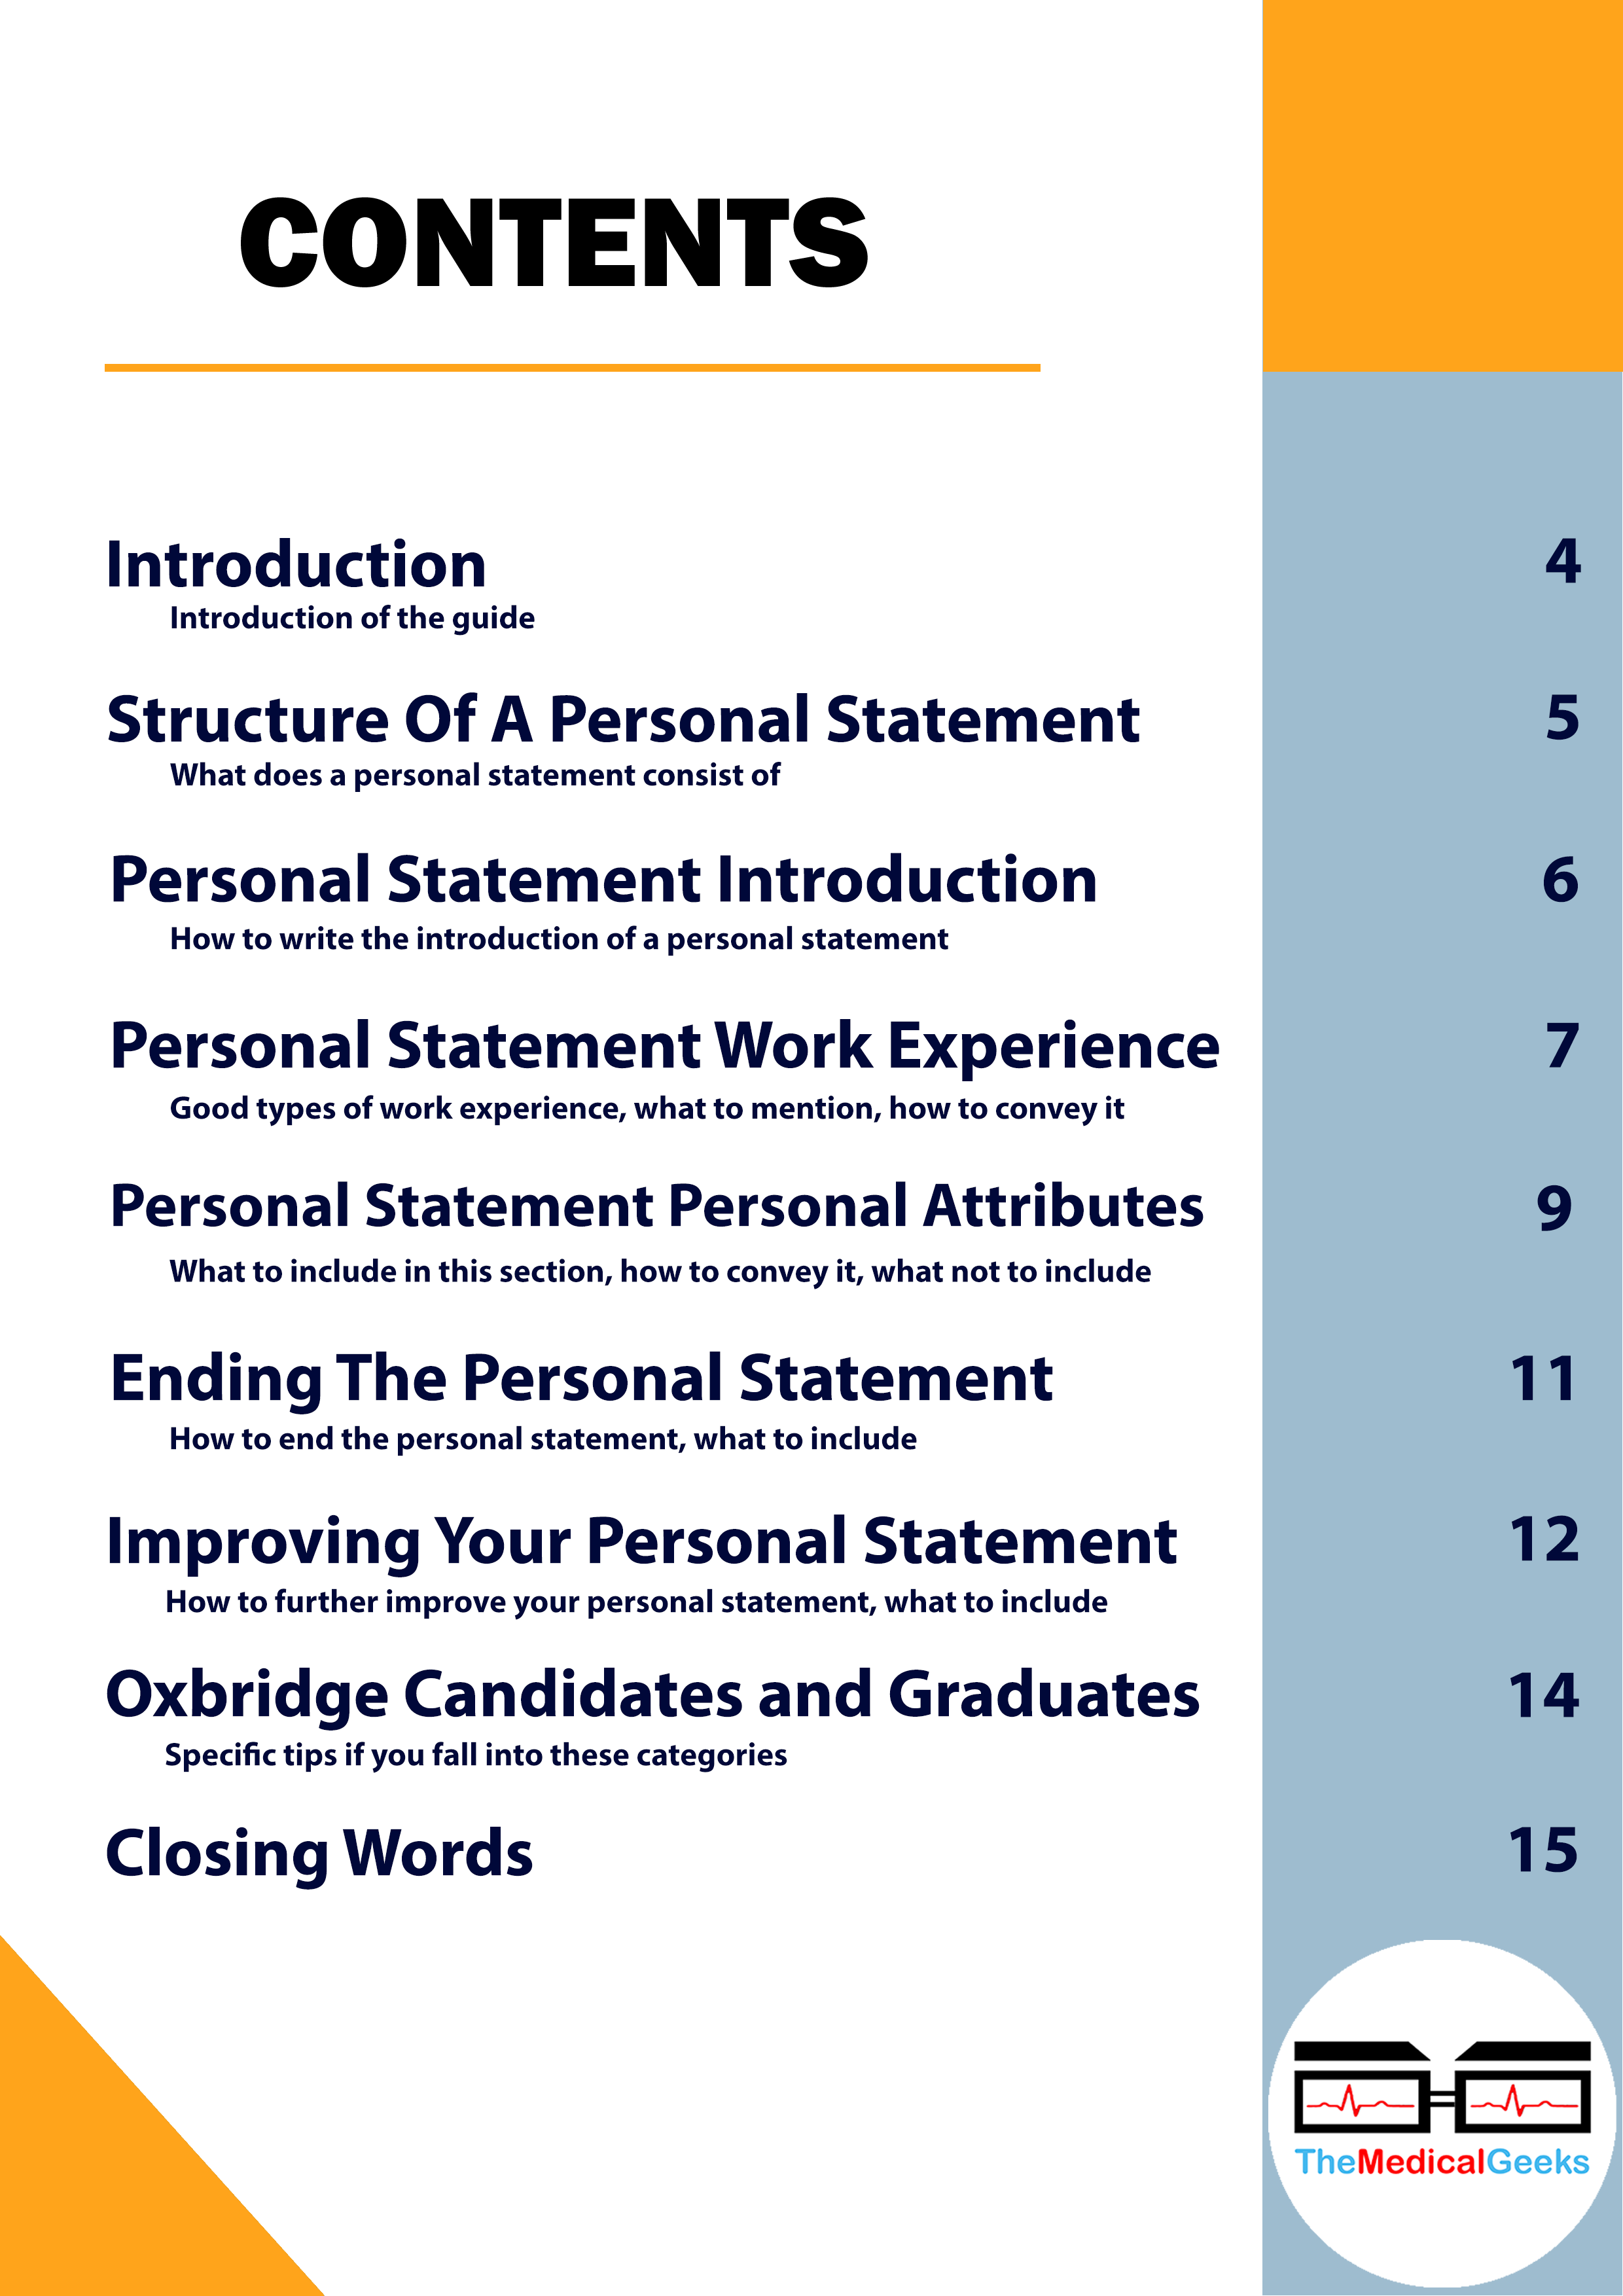 CONTENTS
Introduction 4
Introduction of the guide
Structure Of A Personal Statement 5
What does a personal statement consist of
Personal Statement Introduction 6
How to write the introduction of a personal statement
Personal Statement Work Experience 7
Good types of work experience, what to mention, how to convey it
Personal Statement Personal Attributes 9
What to include in this section, how to convey it, what not to include
Ending The Personal Statement 11
How to end the personal statement, what to include
Improving Your Personal Statement 12
How to further improve your personal statement, what to include
Oxbridge Candidates and Graduates 14
Specific tips if you fall into these categories
Closing Words 15
TheMedicalGeeks